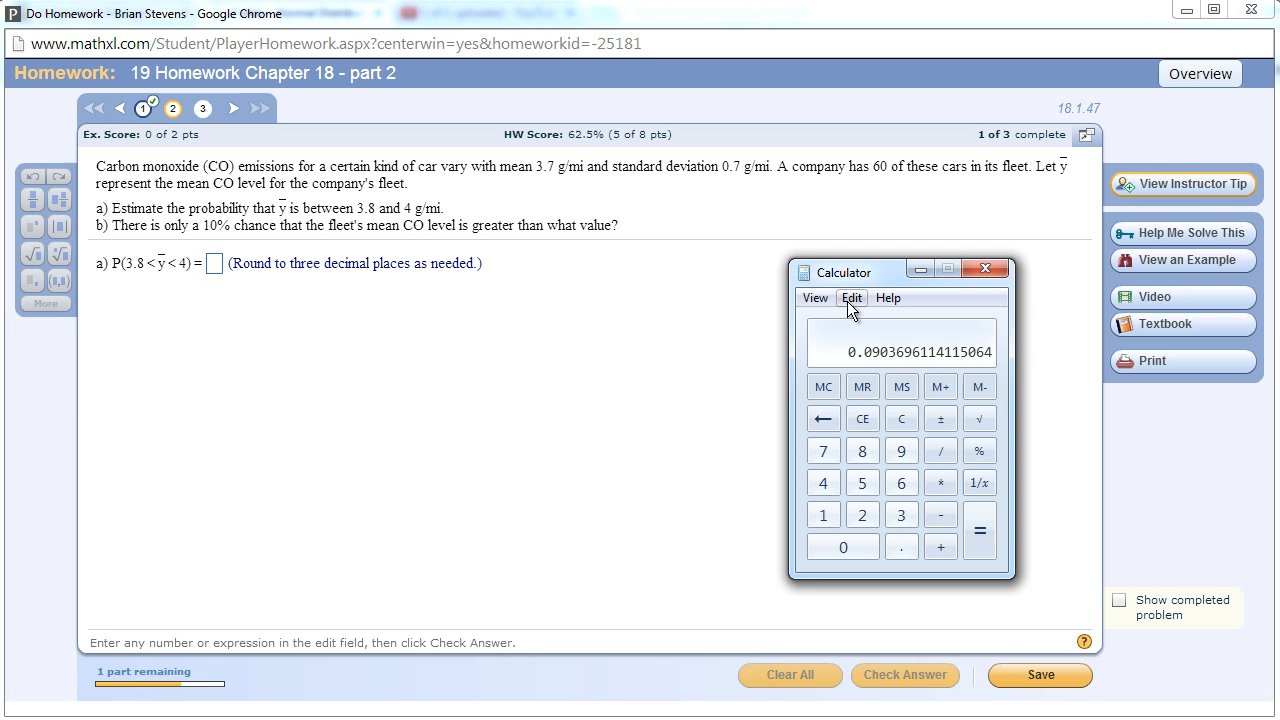 Do Homework - Brian Stevens - Google Chrome
www.mathxl.com/Student/PlayerHomework.aspx?centerwin=yes&homeworkid=-25181
Homework: 19 Homework Chapter 18 - part 2
Overview
1 2 3
18.1.47
Ex. Score: 0 of 2 pts
HW Score: 62.5% (5 of 8 pts)
1 of 3 complete
Carbon monoxide (CO) emissions for a certain kind of car vary with mean 3.7 g/mi and standard deviation 0.7 g/mi. A company has 60 of these cars in its fleet. Let y̅
represent the mean CO level for the company's fleet.
a) Estimate the probability that y̅ is between 3.8 and 4 g/mi.
b) There is only a 10% chance that the fleet's mean CO level is greater than what value?
a) P(3.8 < y̅ < 4) = (Round to three decimal places as needed.)
More
Calculator
View Edit Help
0.0903696114115064
MC MR MS M+ M-
← CE C ± √
7 8 9 / %
4 5 6 * 1/x
1 2 3 - =
0 . +
View Instructor Tip
Help Me Solve This
View an Example
Video
Textbook
Print
Show completed
problem
Enter any number or expression in the edit field, then click Check Answer.
?
1 part remaining
Clear All
Check Answer
Save